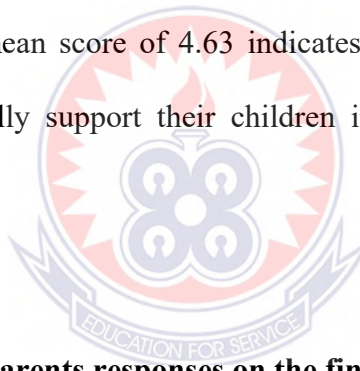 mean score of 4.63 indicates
lly support their children i
EDUCATION FOR SERVICE
arents responses on the fin